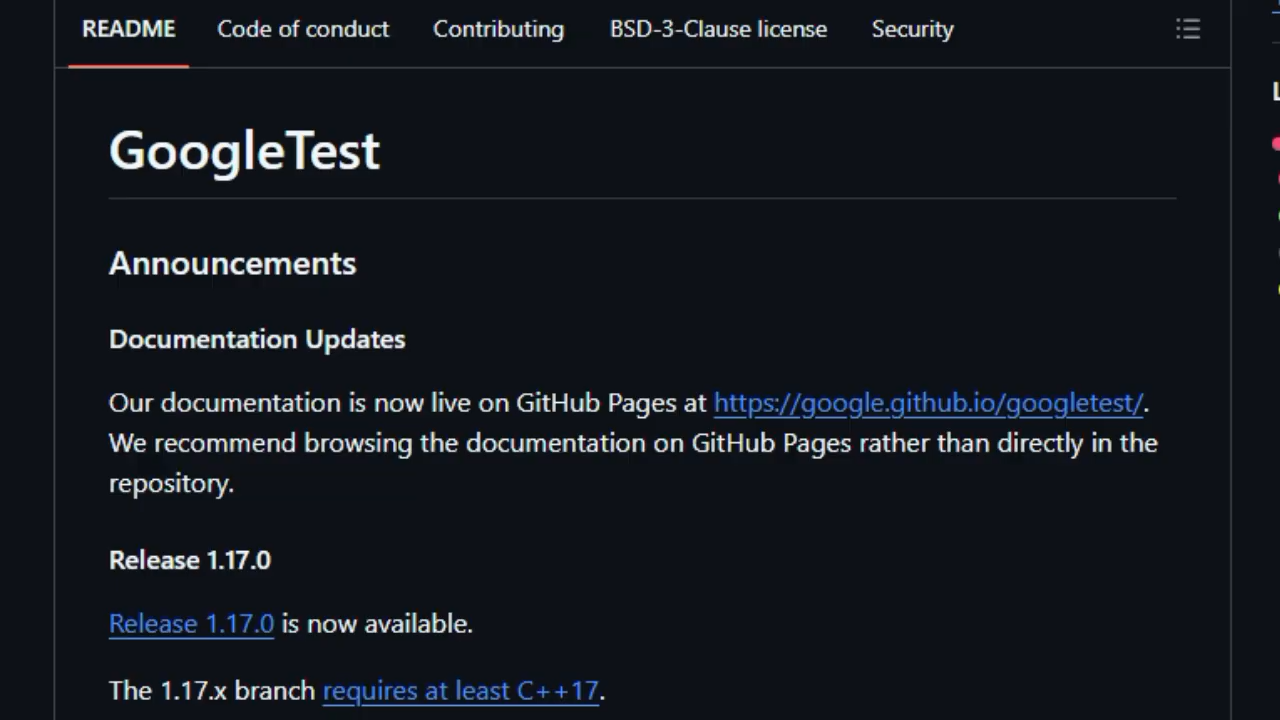 README Code of conduct Contributing BSD-3-Clause license Security
GoogleTest
Announcements
Documentation Updates
Our documentation is now live on GitHub Pages at https://google.github.io/googletest/.
We recommend browsing the documentation on GitHub Pages rather than directly in the
repository.
Release 1.17.0
Release 1.17.0 is now available.
The 1.17.x branch requires at least C++17.